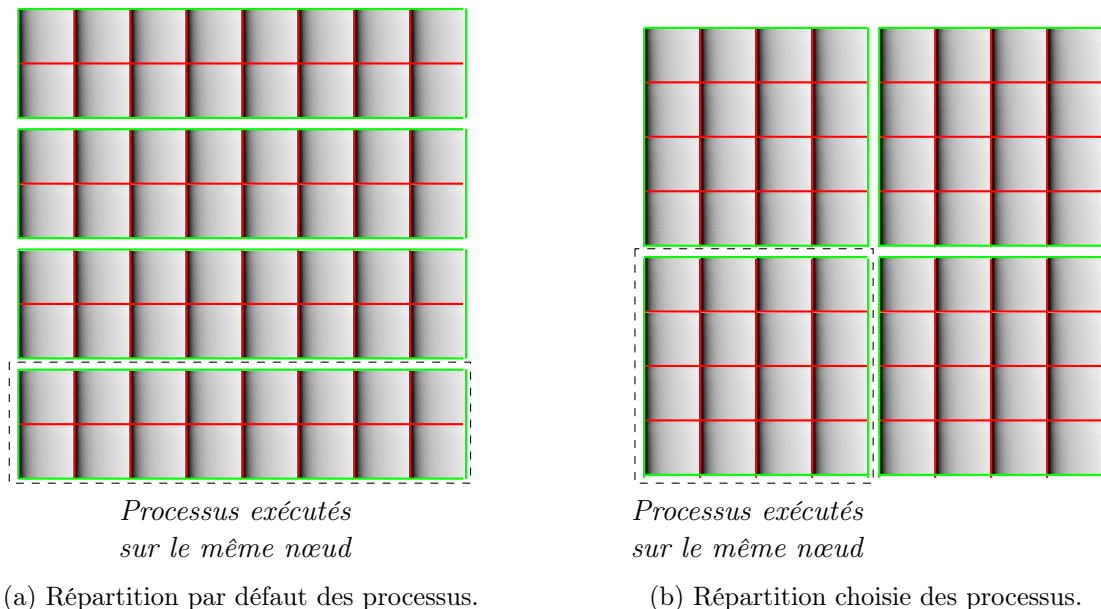 Processus exécutés
sur le même nœud
Processus exécutés
sur le même nœud
(a) Répartition par défaut des processus.
(b) Répartition choisie des processus.